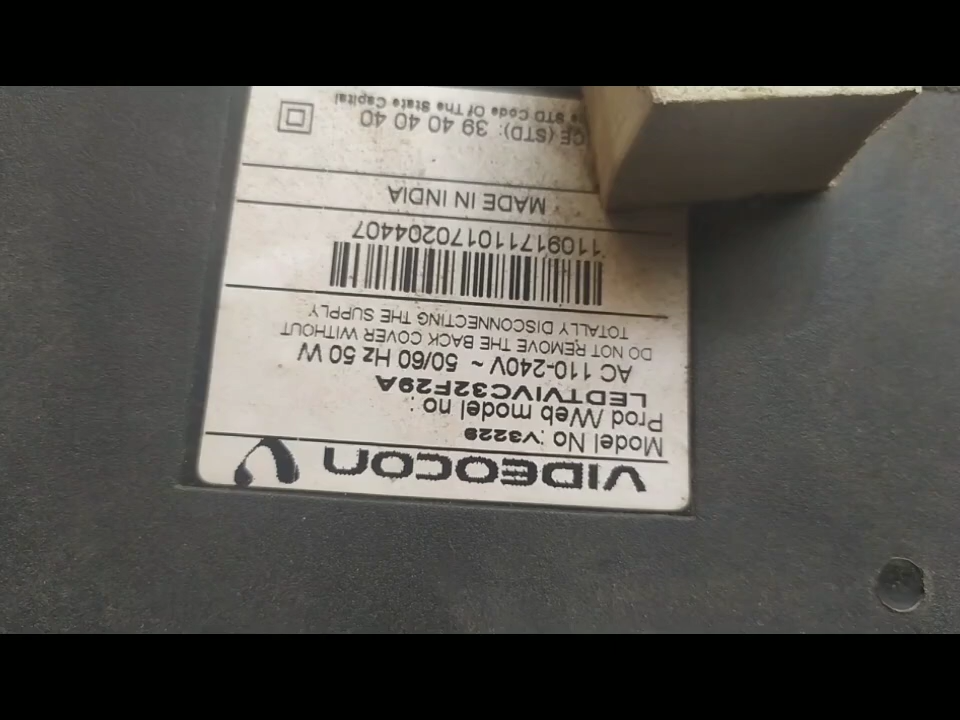 VIDEOCON
Model No : V3229
Prod /Web model no :
LEDTVIVC32F29A
AC 110-240V ~ 50/60 Hz 50 W
DO NOT REMOVE THE BACK COVER WITHOUT
TOTALLY DISCONNECTING THE SUPPLY
110917110170204407
MADE IN INDIA
(STD): 39 40 40 40
STD Code Of The State Capital